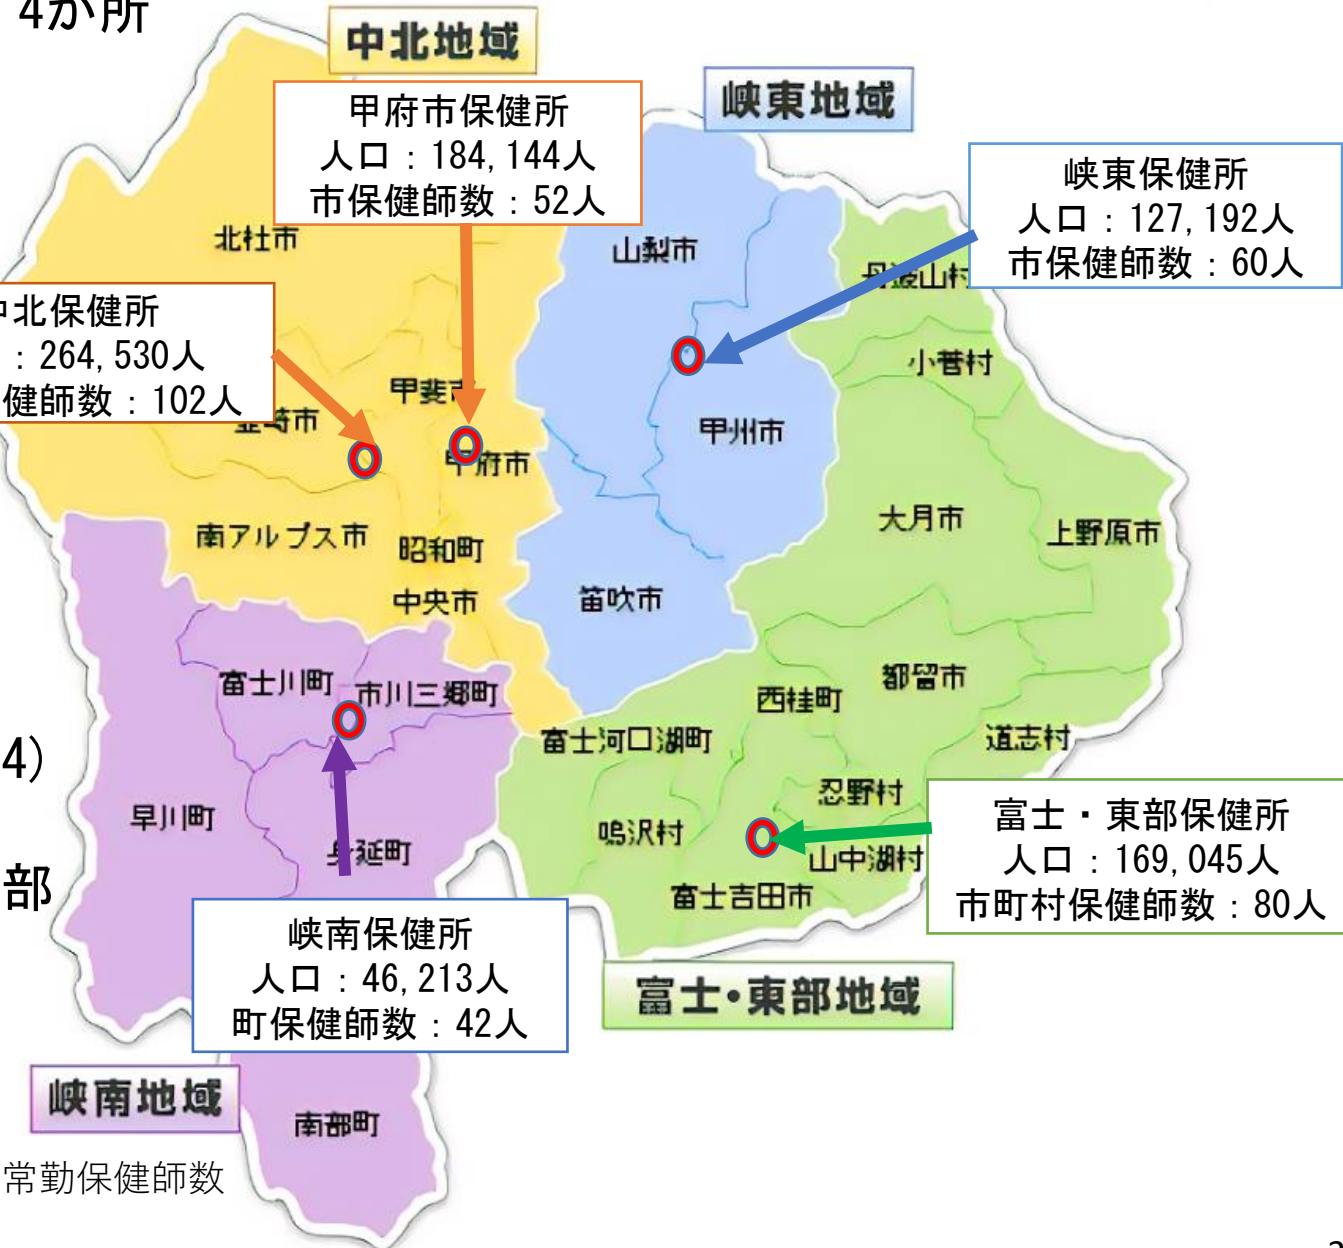 4か所
中北地域
甲府市保健所
人口：184,144人
市保健師数：52人
峡東地域
峡東保健所
人口：127,192人
市保健師数：60人
北杜市
山梨市
丹波山村
中北保健所
：264,530人
健師数：102人
小菅村
甲斐市
韮崎市
甲州市
甲府市
大月市
上野原市
南アルプス市
昭和町
中央市
笛吹市
富士川町
市川三郷町
都留市
西桂町
富士河口湖町
道志村
4)
早川町
忍野村
鳴沢村
身延町
山中湖村
富士・東部保健所
人口：169,045人
市町村保健師数：80人
部
富士吉田市
峡南保健所
人口：46,213人
町保健師数：42人
富士・東部地域
峡南地域
南部町
常勤保健師数